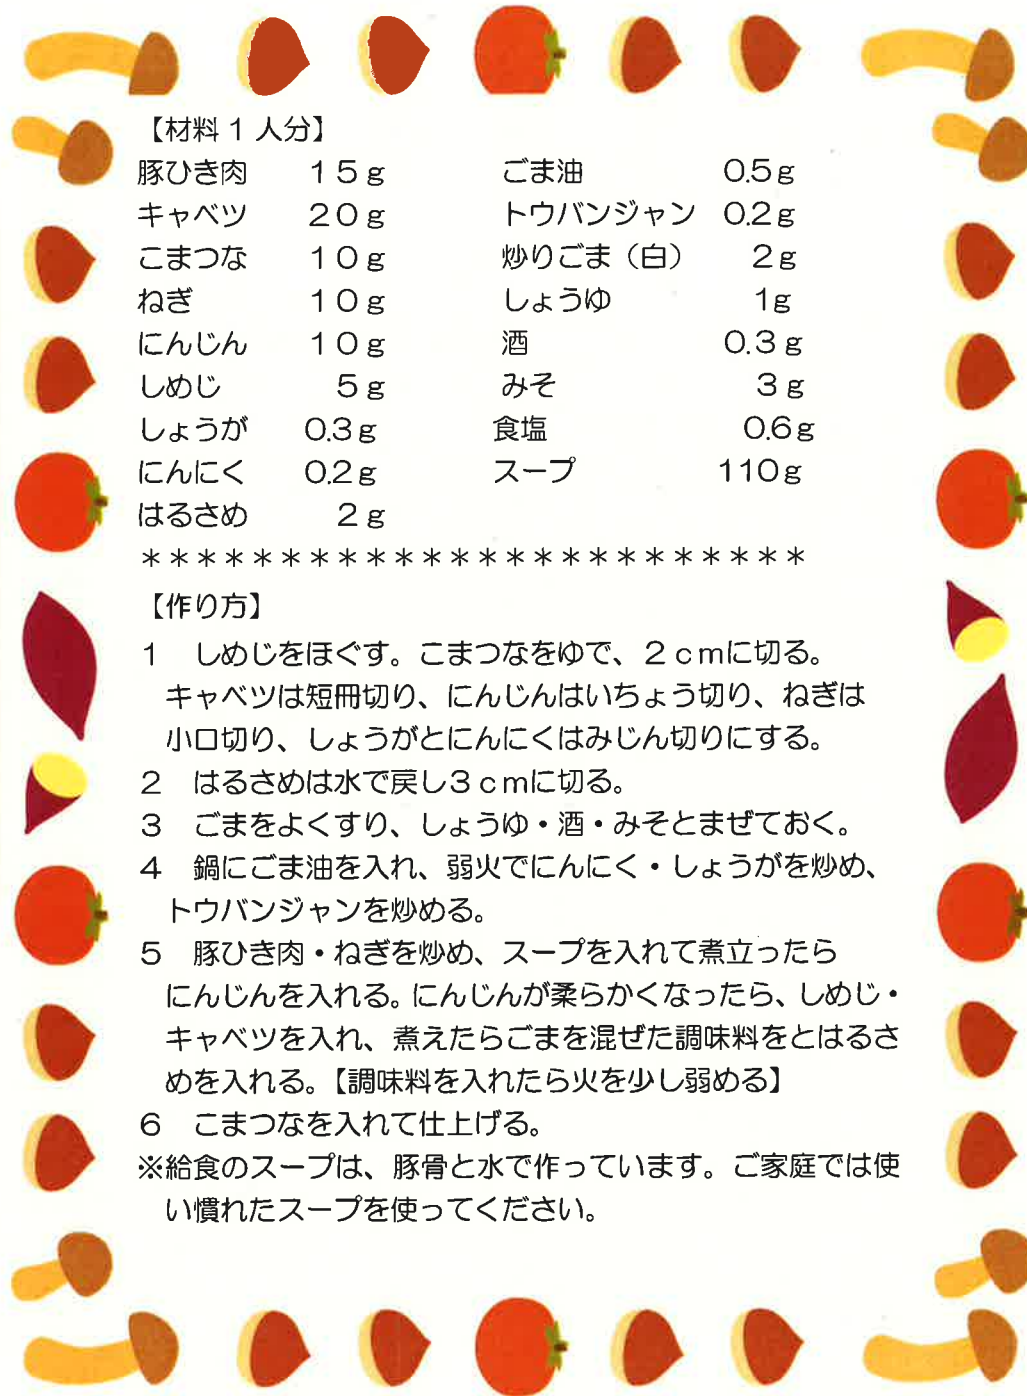 【材料1人分】
豚ひき肉 15g ごま油 0.5g
キャベツ 20g トウバンジャン 0.2g
こまつな 10g 炒りごま（白） 2g
ねぎ 10g しょうゆ 1g
にんじん 10g 酒 0.3g
しめじ 5g みそ 3g
しょうが 0.3g 食塩 0.6g
にんにく 0.2g スープ 110g
はるさめ 2g
＊＊＊＊＊＊＊＊＊＊＊＊＊＊＊＊＊＊＊＊＊＊＊＊
【作り方】
1 しめじをほぐす。こまつなをゆで、2cmに切る。
キャベツは短冊切り、にんじんはいちょう切り、ねぎは
小口切り、しょうがとにんにくはみじん切りにする。
2 はるさめは水で戻し3cmに切る。
3 ごまをよくすり、しょうゆ・酒・みそとまぜておく。
4 鍋にごま油を入れ、弱火でにんにく・しょうがを炒め、
トウバンジャンを炒める。
5 豚ひき肉・ねぎを炒め、スープを入れて煮立ったら
にんじんを入れる。にんじんが柔らかくなったら、しめじ・
キャベツを入れ、煮えたらごまを混ぜた調味料をとはるさ
めを入れる。【調味料を入れたら火を少し弱める】
6 こまつなを入れて仕上げる。
※給食のスープは、豚骨と水で作っています。ご家庭では使
い慣れたスープを使ってください。